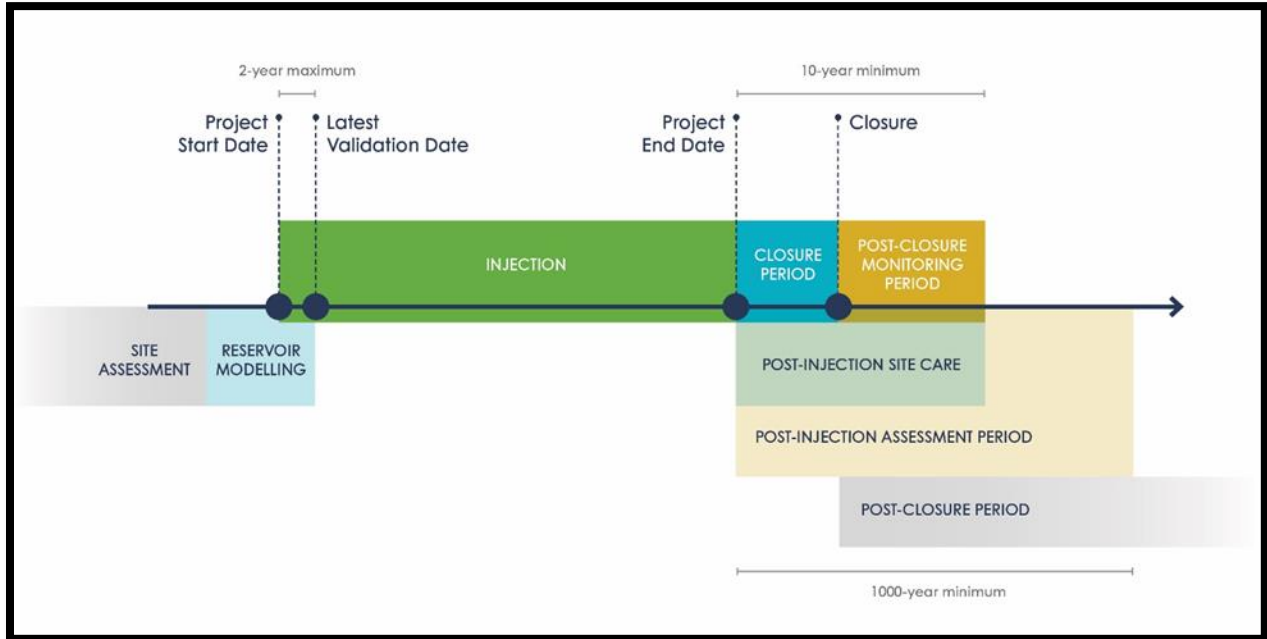 2-year maximum
10-year minimum
Project
Start Date
Latest
Validation Date
Project
End Date
Closure
INJECTION
CLOSURE
PERIOD
POST-CLOSURE
MONITORING
PERIOD
SITE
ASSESSMENT
RESERVOIR
MODELLING
POST-INJECTION SITE CARE
POST-INJECTION ASSESSMENT PERIOD
POST-CLOSURE PERIOD
1000-year minimum